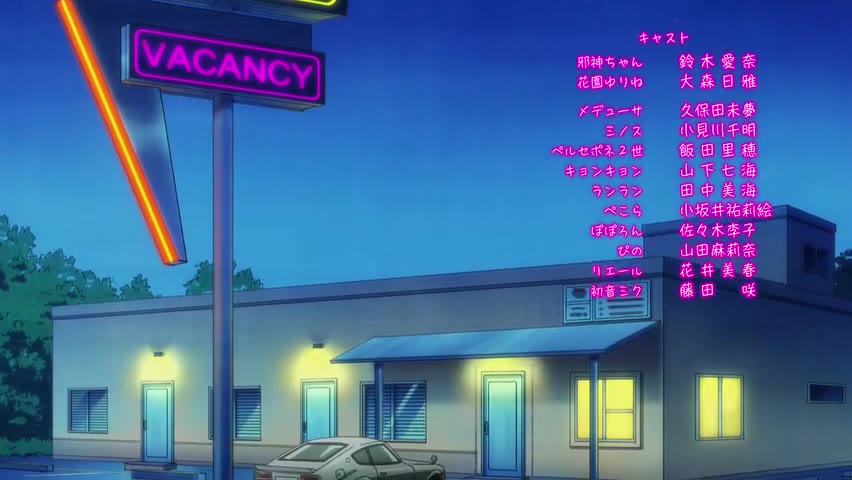 VACANCY
キャスト
邪神ちゃん 鈴木愛奈
花園ゆりね 大森日雅
メデューサ 久保田未夢
ミノス 小見川千明
ペルセポネ2世 飯田里穂
キョンキョン 山下七海
ランラン 田中美海
ぺこら 小坂井祐莉絵
ぽぽろん 佐々木李子
ぴの 山田麻莉奈
リエール 花井美春
初音ミク 藤田 咲